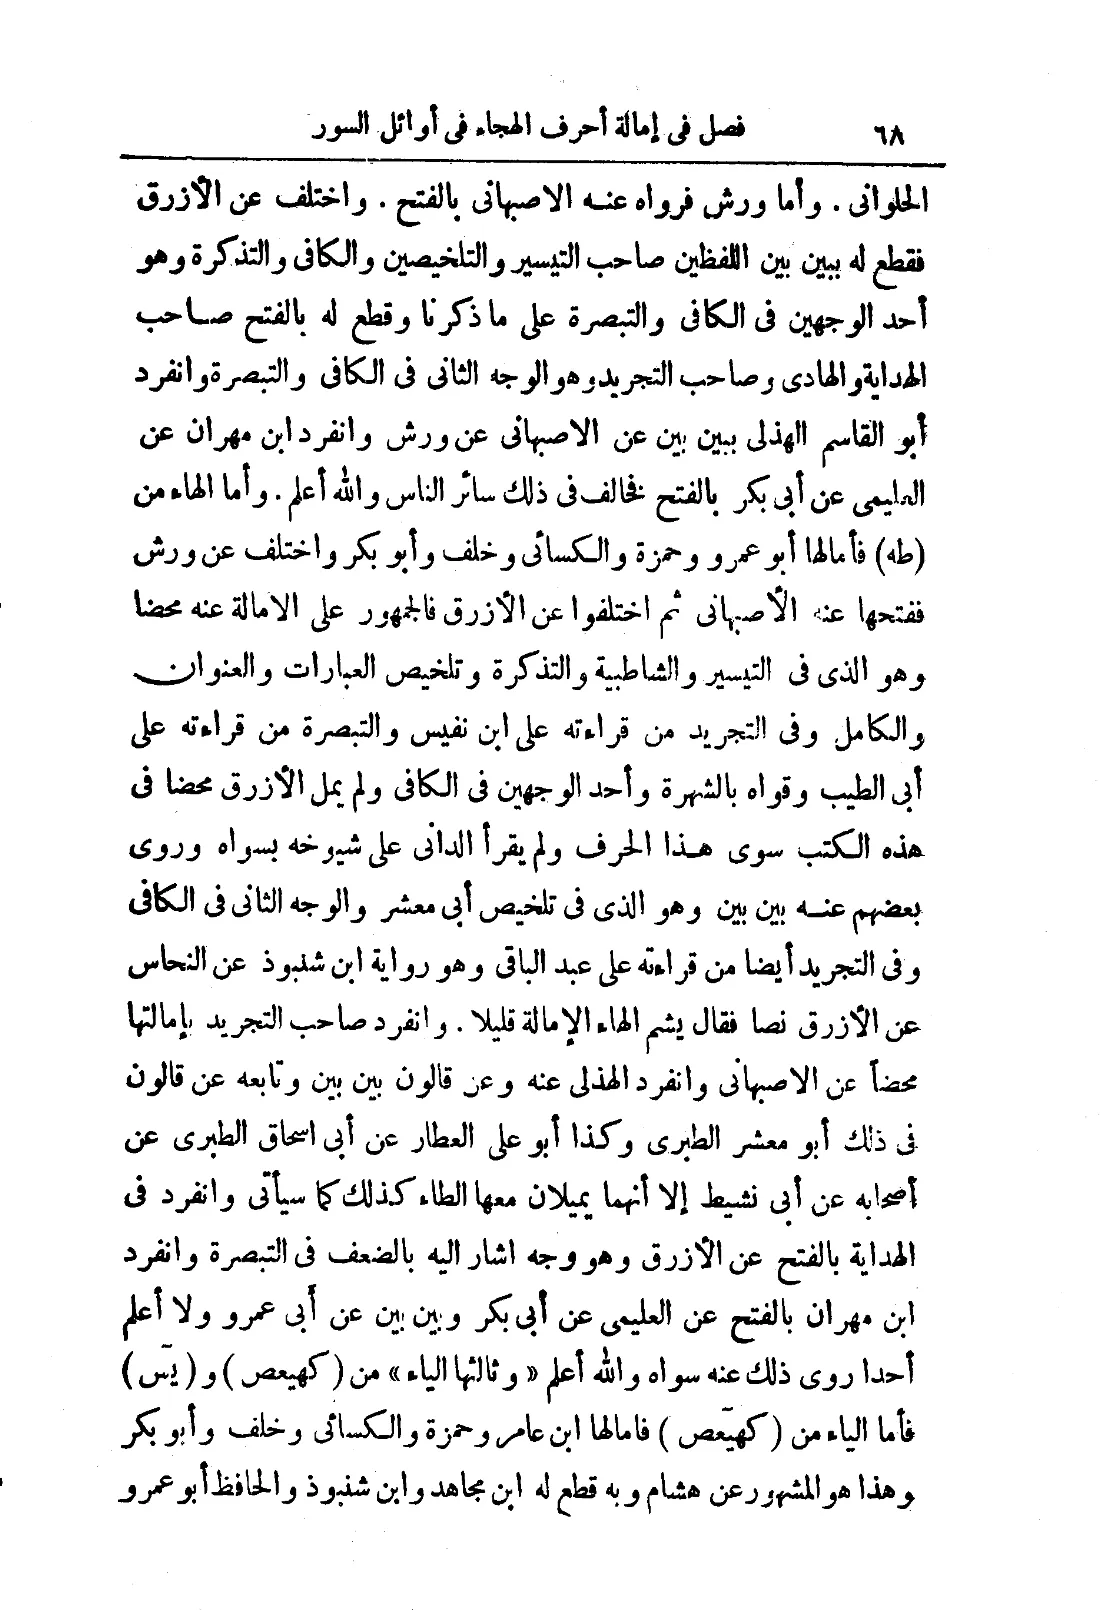 ٦٨ فصل فى إمالة أحرف الهجاء فى أوائل السور
الحلوانى . وأما ورش فرواه عنه الاصبهانى بالفتح . واختلف عن الأزرق
فقطع له ببين بين اللفظين صاحب التيسير والتلخيصين والكافى والتذكرة وهو
أحد الوجهين فى الكافى والتبصرة على ماذكرنا وقطع له بالفتح صاحب
الهداية والهادى وصاحب التجريد وهو الوجه الثانى فى الكافى والتبصرة وانفرد
أبو القاسم الهذلى ببين بين عن الاصبهانى عن ورش وانفرد ابن مهران عن
العليمى عن أبى بكر بالفتح فخالف فى ذلك سائر الناس والله أعلم . وأما الهاء من
(طه) فأمالها أبو عمرو وحمزة والكسائى وخلف وأبو بكر واختلف عن ورش
ففتحها عنه الأصبهانى ثم اختلفوا عن الأزرق فالجمهور على الامالة عنه محضا
وهو الذى فى التيسير والشاطبية والتذكرة وتلخيص العبارات والعنوان
والكامل وفى التجريد من قراءته على ابن نفيس والتبصرة من قراءته على
أبى الطيب وقواه بالشهرة وأحد الوجهين فى الكافى ولم يمل الأزرق محضا فى
هذه الكتب سوى هذا الحرف ولم يقرأ الدانى على شيوخه بسواه وروى
بعضهم عنه بين بين وهو الذى فى تلخيص أبى معشر والوجه الثانى فى الكافى
وفى التجريد أيضا من قراءته على عبد الباقى وهو رواية ابن شنبوذ عن النحاس
عن الأزرق نصا فقال يشم الهاء الإمالة قليلا . وانفرد صاحب التجريد بإمالتها
محضاً عن الاصبهانى وانفرد الهذلى عنه وعن قالون بين بين وتابعه عن قالون
فى ذلك أبو معشر الطبرى وكذا أبو على العطار عن أبى اسحاق الطبرى عن
أصحابه عن أبى نشيط إلا أنهما يميلان معها الطاء كذلك كما سيأتى وانفرد فى
الهداية بالفتح عن الأزرق وهو وجه اشار اليه بالضعف فى التبصرة وانفرد
ابن مهران بالفتح عن العليمى عن أبى بكر وبين بين عن أبى عمرو ولا أعلم
أحدا روى ذلك عنه سواه والله أعلم « وثالثها الياء » من (كهيعص) و (يٓس)
فأما الياء من (كهيٓعص) فامالها ابن عامر وحمزة والكسائى وخلف وأبو بكر
وهذا هو المشهور عن هشام وبه قطع له ابن مجاهد وابن شنبوذ والحافظ أبو عمرو